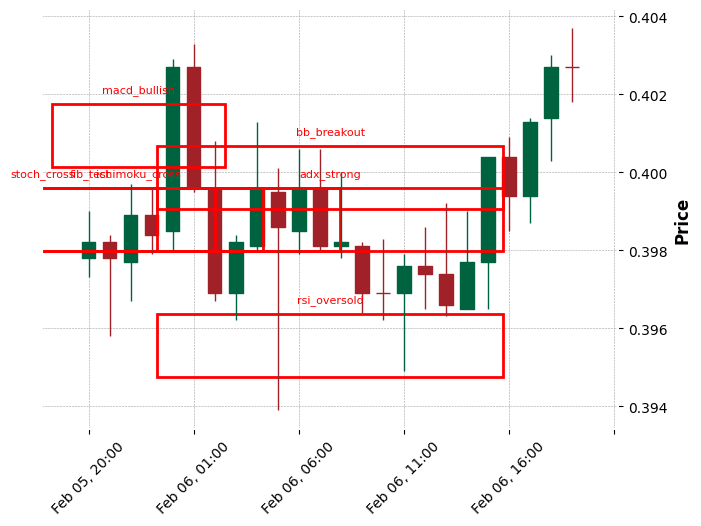 0.404
macd_bullish
0.402
bb_breakout
stoch_cross
fib_test
ichimoku_cross
adx_strong
0.400
Price
0.398
rsi_oversold
0.396
0.394
Feb 05, 20:00
Feb 06, 01:00
Feb 06, 06:00
Feb 06, 11:00
Feb 06, 16:00